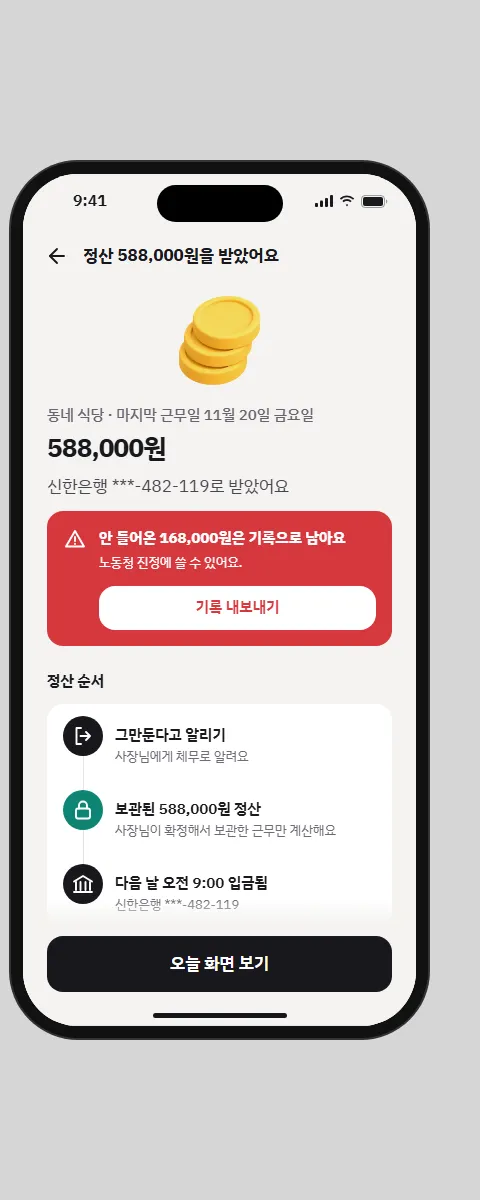 9:41
정산 588,000원을 받았어요
동네 식당 · 마지막 근무일 11월 20일 금요일
588,000원
신한은행 ***-482-119로 받았어요
안 들어온 168,000원은 기록으로 남아요
노동청 진정에 쓸 수 있어요.
기록 내보내기
정산 순서
그만둔다고 알리기
사장님에게 체무로 알려요
보관된 588,000원 정산
사장님이 확정해서 보관한 근무만 계산해요
다음 날 오전 9:00 입금됨
신한은행 ***-482-119
오늘 화면 보기